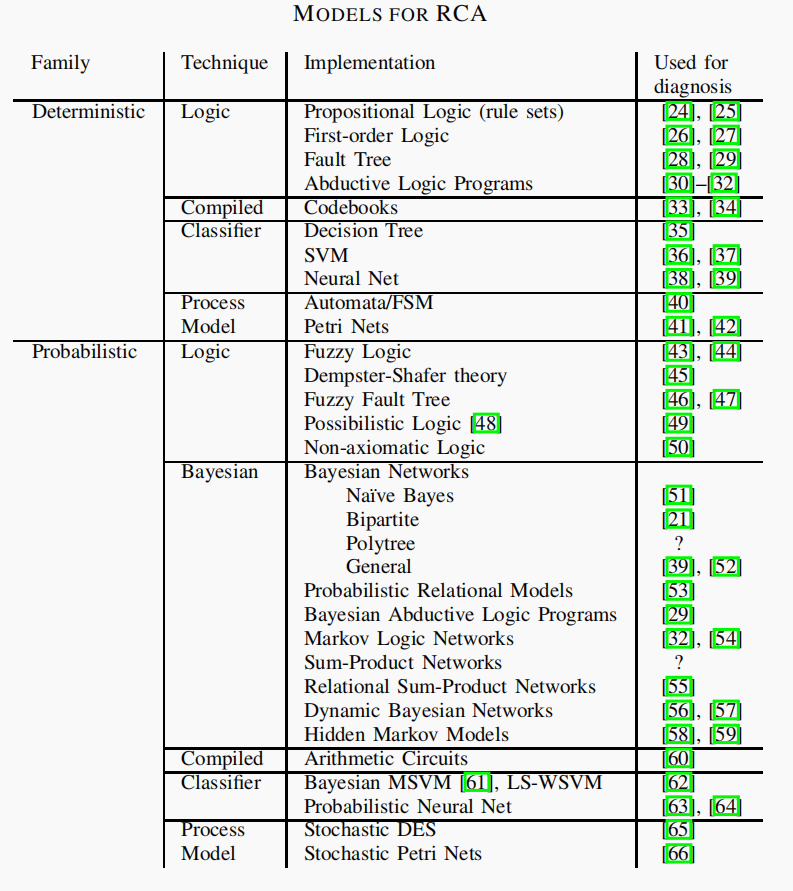 MODELS FOR RCA
Family Technique Implementation Used for
diagnosis
Deterministic Logic Propositional Logic (rule sets) [24], [25]
First-order Logic [26], [27]
Fault Tree [28], [29]
Abductive Logic Programs [30]–[32]
Compiled Codebooks [33], [34]
Classifier Decision Tree [35]
SVM [36], [37]
Neural Net [38], [39]
Process Automata/FSM [40]
Model Petri Nets [41], [42]
Probabilistic Logic Fuzzy Logic [43], [44]
Dempster-Shafer theory [45]
Fuzzy Fault Tree [46], [47]
Possibilistic Logic [48] [49]
Non-axiomatic Logic [50]
Bayesian Bayesian Networks
Naïve Bayes [51]
Bipartite [21]
Polytree ?
General [39], [52]
Probabilistic Relational Models [53]
Bayesian Abductive Logic Programs [29]
Markov Logic Networks [32], [54]
Sum-Product Networks ?
Relational Sum-Product Networks [55]
Dynamic Bayesian Networks [56], [57]
Hidden Markov Models [58], [59]
Compiled Arithmetic Circuits [60]
Classifier Bayesian MSVM [61], LS-WSVM [62]
Probabilistic Neural Net [63], [64]
Process Stochastic DES [65]
Model Stochastic Petri Nets [66]